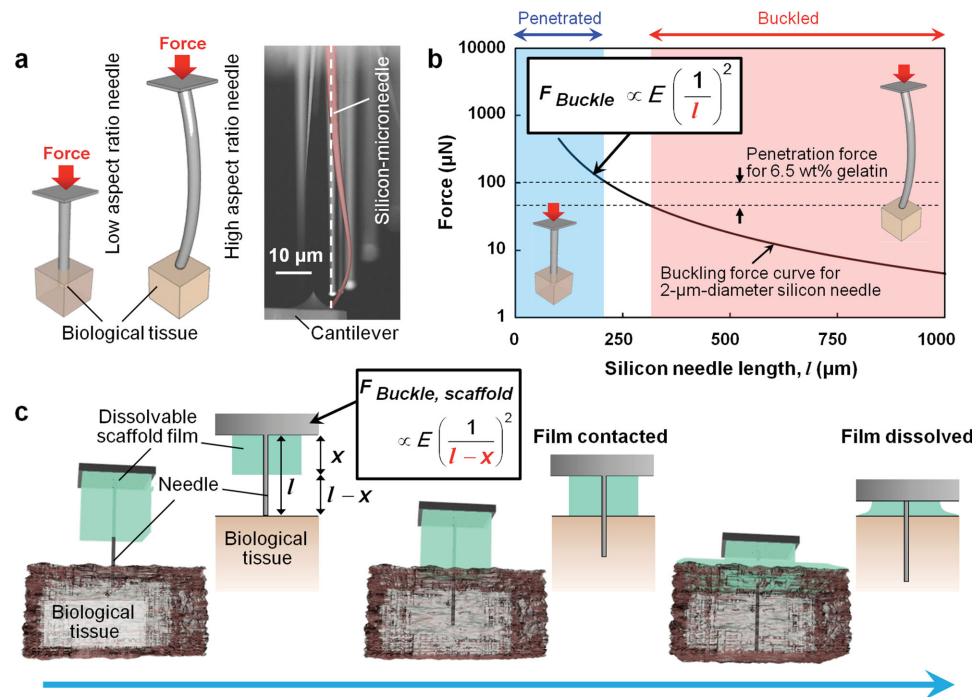 a
Force
Force
Low aspect ratio needle
High aspect ratio needle
Biological tissue
Silicon-microneedle
10 μm
Cantilever
Penetrated
Buckled
b
F Buckle ∝ E (1/l)²
Penetration force
for 6.5 wt% gelatin
Buckling force curve for
2-μm-diameter silicon needle
Force (μN)
10000
1000
100
10
1
0
250
500
750
1000
Silicon needle length, l (μm)
c
Dissolvable
scaffold film
Needle
Biological
tissue
F Buckle, scaffold
∝ E (1/l − x)²
x
l
l − x
Biological
tissue
Film contacted
Film dissolved